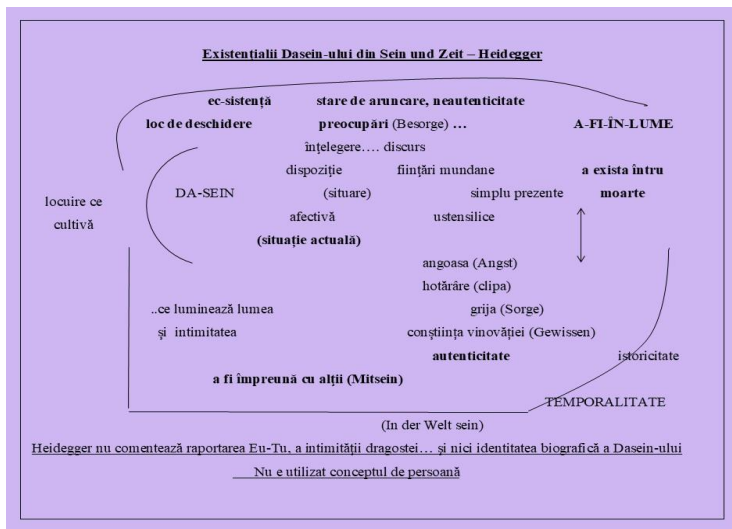 Existențialii Dasein-ului din Sein und Zeit – Heidegger
ec-sistență stare de aruncare, neautenticitate
loc de deschidere preocupări (Besorge) … A-FI-ÎN-LUME
înțelegere…. discurs
dispoziție ființări mundane a exista întru
DA-SEIN (situare) simplu prezente moarte
locuire ce
cultivă
afectivă ustensilice
(situație actuală)
angoasa (Angst)
hotărâre (clipa)
..ce luminează lumea grija (Sorge)
și intimitatea conștiința vinovăției (Gewissen)
autenticitate istoricitate
a fi împreună cu alții (Mitsein)
TEMPORALITATE
(In der Welt sein)
Heidegger nu comentează raportarea Eu-Tu, a intimității dragostei… și nici identitatea biografică a Dasein-ului
Nu e utilizat conceptul de persoană